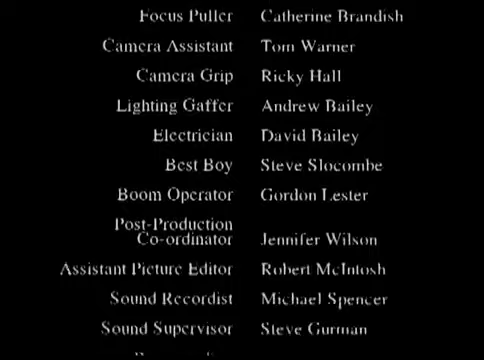 Focus Puller Catherine Brandish
Camera Assistant Tom Warner
Camera Grip Ricky Hall
Lighting Gaffer Andrew Bailey
Electrician David Bailey
Best Boy Steve Slocombe
Boom Operator Gordon Lester
Post-Production
Co-ordinator Jennifer Wilson
Assistant Picture Editor Robert McIntosh
Sound Recordist Michael Spencer
Sound Supervisor Steve Gurman